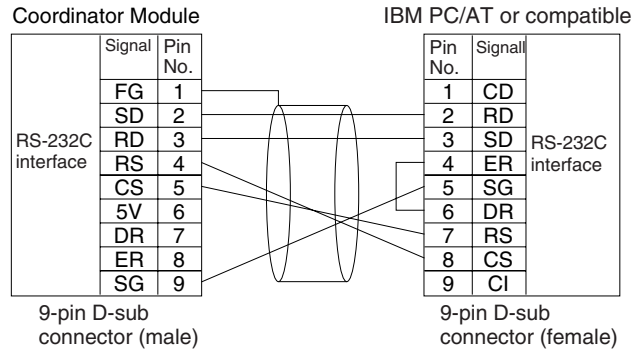 Coordinator Module
IBM PC/AT or compatible
Signal Pin No.
Pin No. Signall
FG 1
1 CD
SD 2
2 RD
RD 3
3 SD
RS 4
4 ER
CS 5
5 SG
5V 6
6 DR
DR 7
7 RS
ER 8
8 CS
SG 9
9 CI
RS-232C
interface
RS-232C
interface
9-pin D-sub
connector (male)
9-pin D-sub
connector (female)